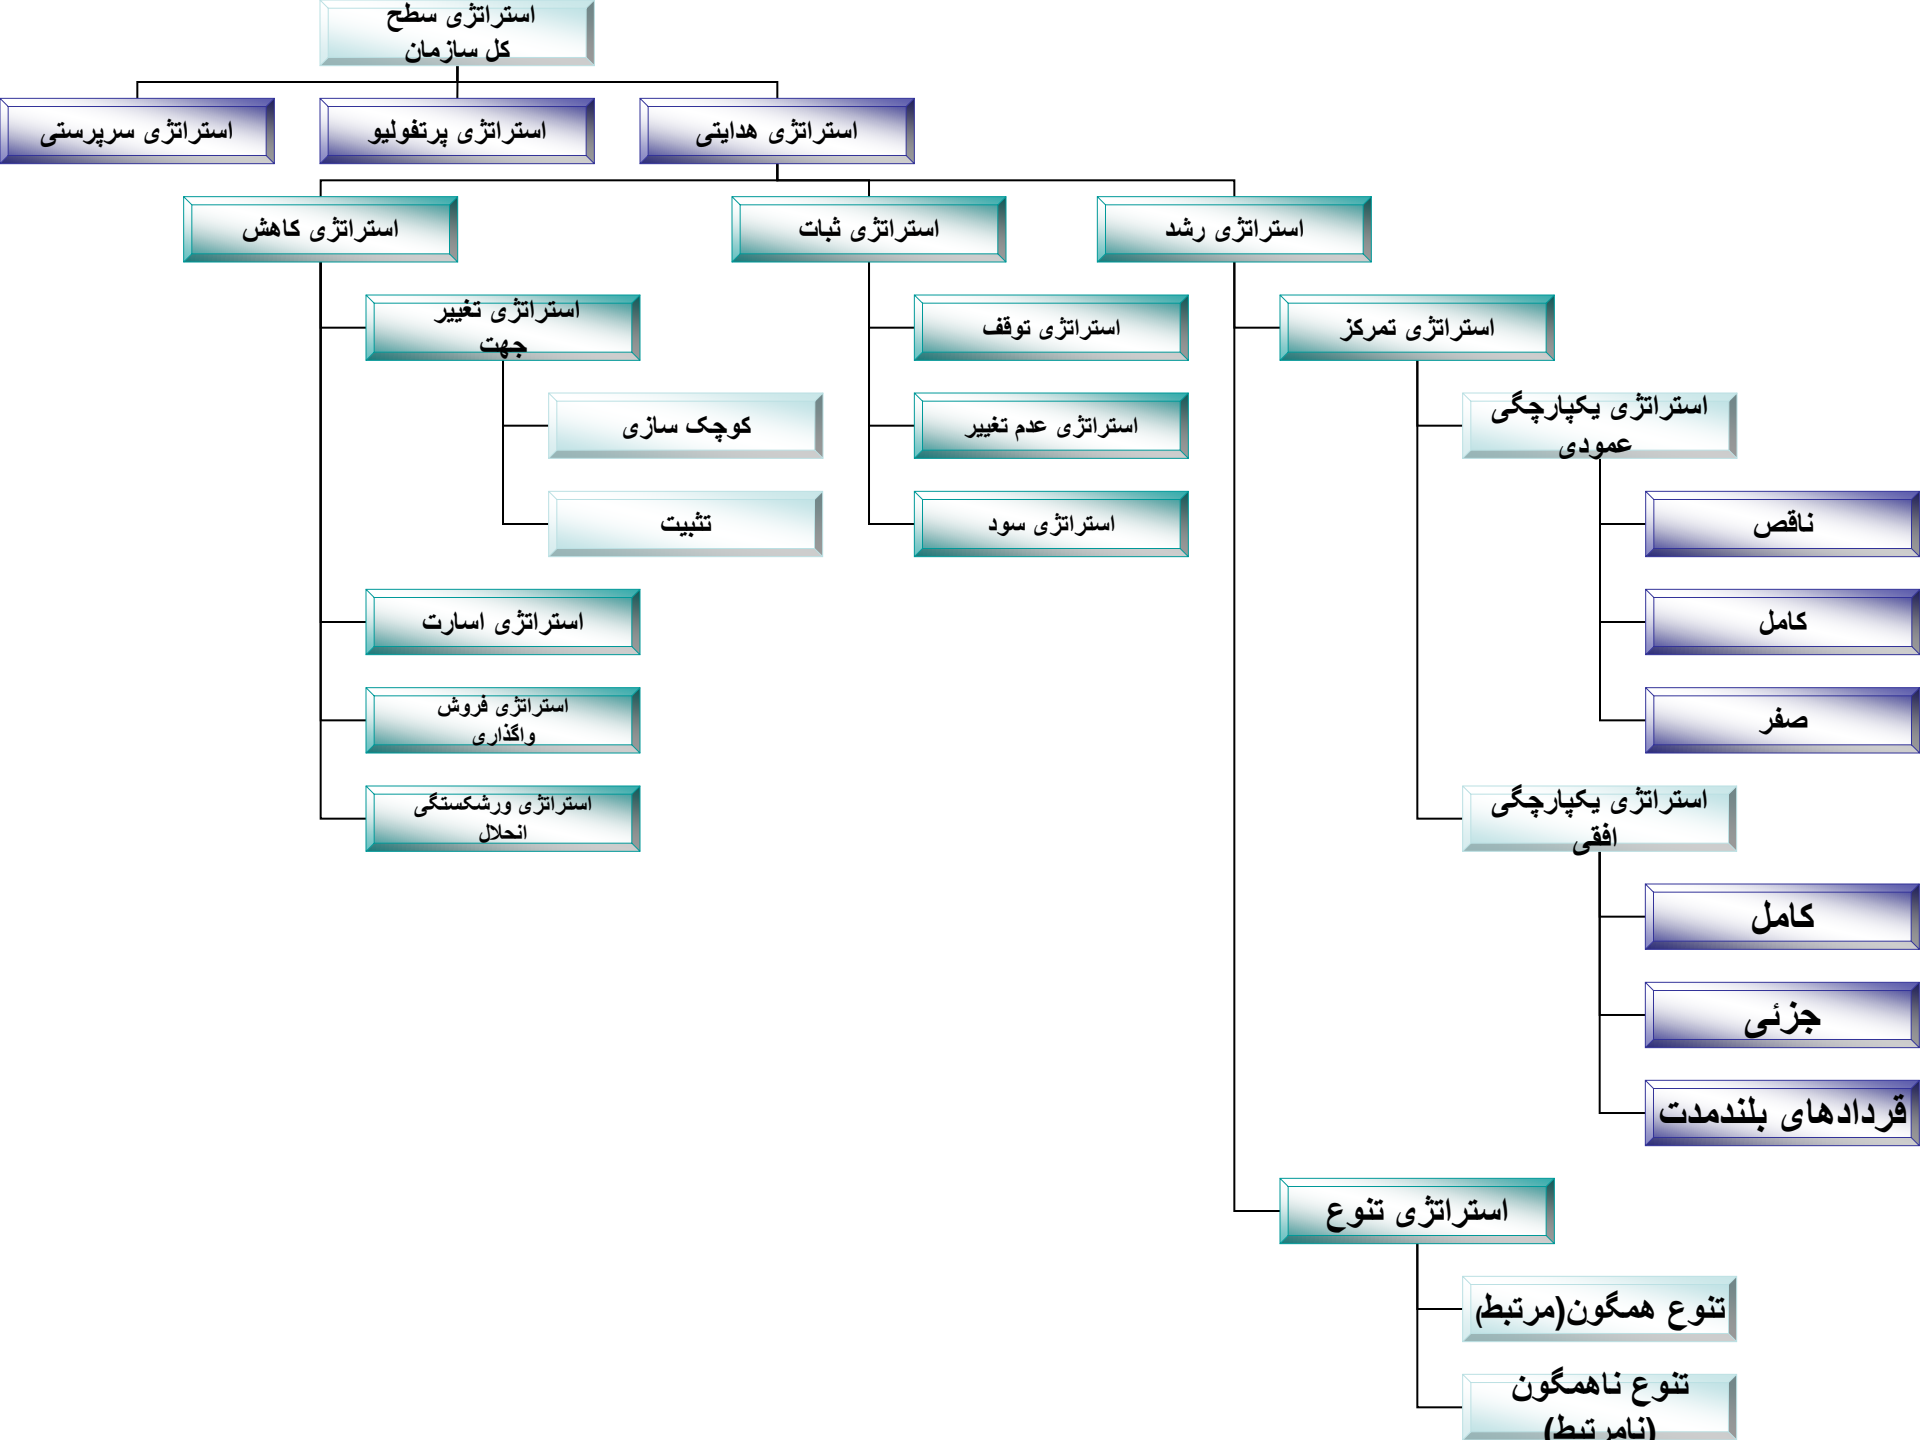 استراتژی سطح
کل سازمان
استراتژی هدایتی
استراتژی پرتفولیو
استراتژی سرپرستی
استراتژی رشد
استراتژی ثبات
استراتژی کاهش
استراتژی تمرکز
استراتژی توقف
استراتژی تغییر
جهت
استراتژی یکپارچگی
عمودی
استراتژی عدم تغییر
کوچک سازی
ناقص
استراتژی سود
تثبیت
کامل
استراتژی اسارت
صفر
استراتژی فروش
واگذاری
استراتژی یکپارچگی
افقی
استراتژی ورشکستگی
انحلال
کامل
جزئی
قردادهای بلندمدت
استراتژی تنوع
تنوع همگون(مرتبط)
تنوع ناهمگون
(نامرتبط)